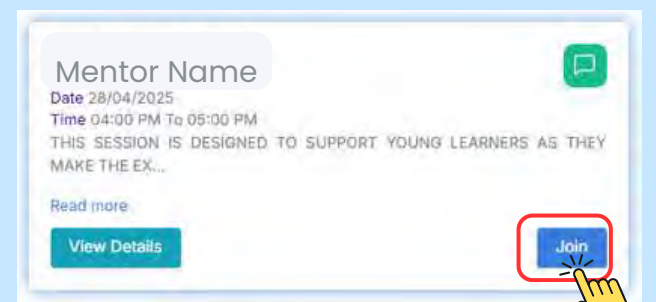 Mentor Name
Date 28/04/2025
Time 04:00 PM To 05:00 PM
THIS SESSION IS DESIGNED TO SUPPORT YOUNG LEARNERS AS THEY
MAKE THE EX...
Read more
View Details
Join